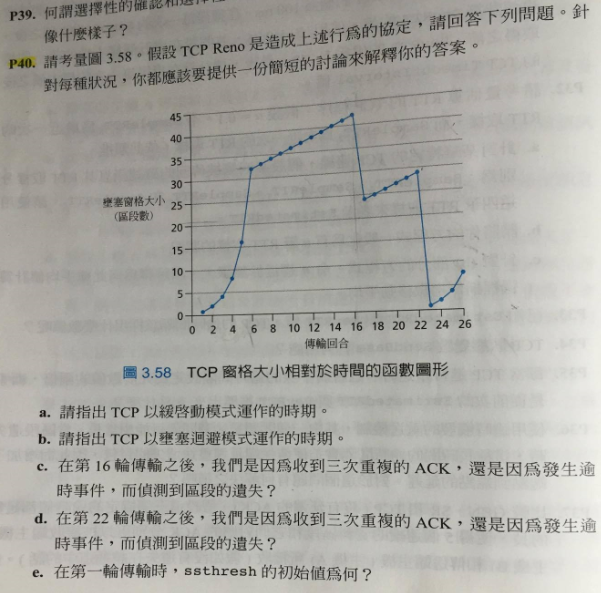 P39. 何謂選擇性的確認和選擇性
像什麼樣子？
P40. 請考量圖 3.58。假設 TCP Reno 是造成上述行為的協定，請回答下列問題。針
對每種狀況，你都應該要提供一份簡短的討論來解釋你的答案。
45
40
35
30
25
20
15
10
5
0
壅塞窗格大小
（區段數）
0 2 4 6 8 10 12 14 16 18 20 22 24 26
傳輸回合
圖 3.58 TCP 窗格大小相對於時間的函數圖形
a. 請指出 TCP 以緩啓動模式運作的時期。
b. 請指出 TCP 以壅塞迴避模式運作的時期。
c. 在第 16 輪傳輸之後，我們是因為收到三次重複的 ACK，還是因為發生逾
時事件，而偵測到區段的遺失？
d. 在第 22 輪傳輸之後，我們是因為收到三次重複的 ACK，還是因為發生逾
時事件，而偵測到區段的遺失？
e. 在第一輪傳輸時，ssthresh 的初始值為何？